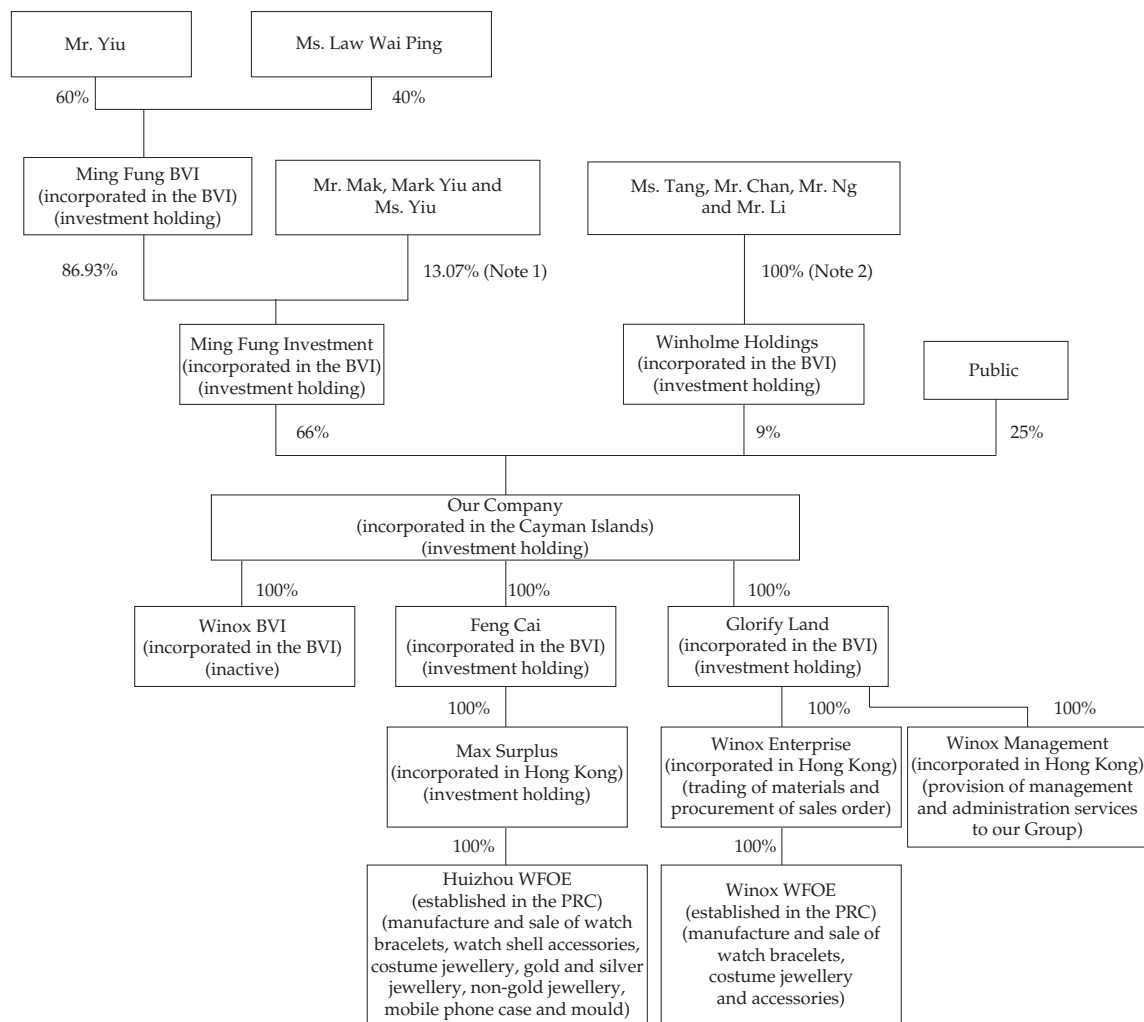 Mr. Yiu
Ms. Law Wai Ping
60%
40%
Ming Fung BVI
(incorporated in the BVI)
(investment holding)
Mr. Mak, Mark Yiu and
Ms. Yiu
Ms. Tang, Mr. Chan, Mr. Ng
and Mr. Li
86.93%
13.07% (Note 1)
100% (Note 2)
Ming Fung Investment
(incorporated in the BVI)
(investment holding)
Winholme Holdings
(incorporated in the BVI)
(investment holding)
Public
66%
9%
25%
Our Company
(incorporated in the Cayman Islands)
(investment holding)
100%
100%
100%
Winox BVI
(incorporated in the BVI)
(inactive)
Feng Cai
(incorporated in the BVI)
(investment holding)
Glorify Land
(incorporated in the BVI)
(investment holding)
100%
100%
100%
Max Surplus
(incorporated in Hong Kong)
(investment holding)
Winox Enterprise
(incorporated in Hong Kong)
(trading of materials and
procurement of sales order)
Winox Management
(incorporated in Hong Kong)
(provision of management
and administration services
to our Group)
100%
100%
Huizhou WFOE
(established in the PRC)
(manufacture and sale of watch
bracelets, watch shell accessories,
costume jewellery, gold and silver
jewellery, non-gold jewellery,
mobile phone case and mould)
Winox WFOE
(established in the PRC)
(manufacture and sale of
watch bracelets,
costume jewellery
and accessories)